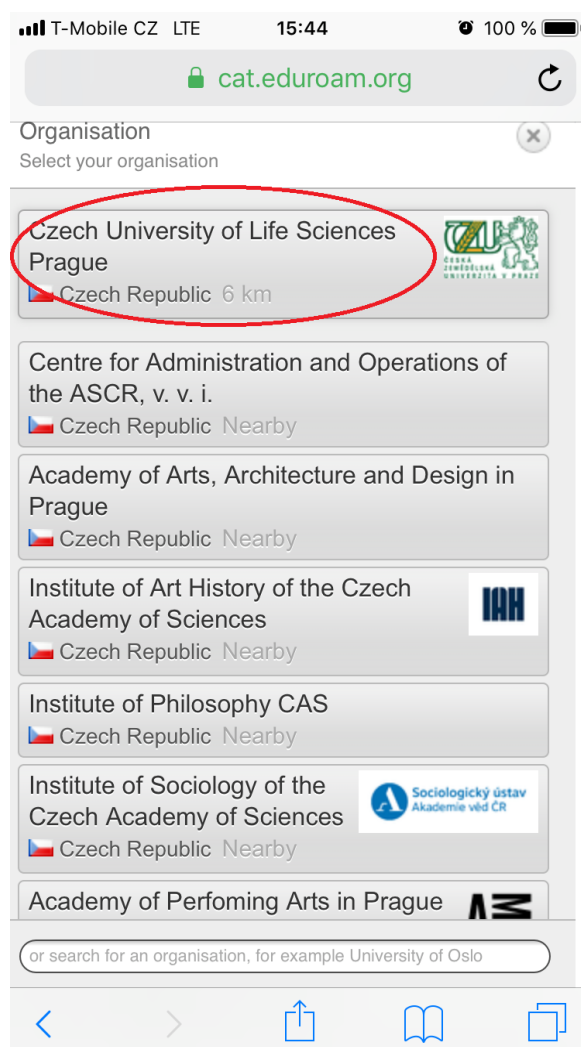 T-Mobile CZ LTE 15:44 100 %
cat.eduroam.org
Organisation
Select your organisation
Czech University of Life Sciences
Prague
Czech Republic 6 km
ČZU
ČESKÁ
ZEMĚDĚLSKÁ
UNIVERZITA V PRAZE
Centre for Administration and Operations of
the ASCR, v. v. i.
Czech Republic Nearby
Academy of Arts, Architecture and Design in
Prague
Czech Republic Nearby
Institute of Art History of the Czech
Academy of Sciences
IAH
Czech Republic Nearby
Institute of Philosophy CAS
Czech Republic Nearby
Institute of Sociology of the
Czech Academy of Sciences
Sociologický ústav
Akademie věd ČR
Czech Republic Nearby
Academy of Perfoming Arts in Prague
or search for an organisation, for example University of Oslo